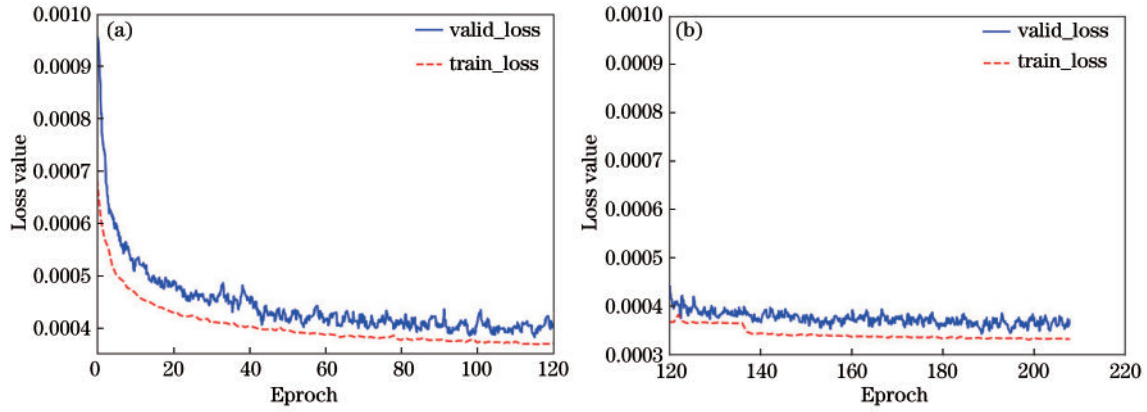 (a)
valid_loss
train_loss
0.0010
0.0009
0.0008
0.0007
0.0006
0.0005
0.0004
Loss value
0 20 40 60 80 100 120
Eproch
(b)
valid_loss
train_loss
0.0010
0.0009
0.0008
0.0007
0.0006
0.0005
0.0004
0.0003
Loss value
120 140 160 180 200 220
Eproch